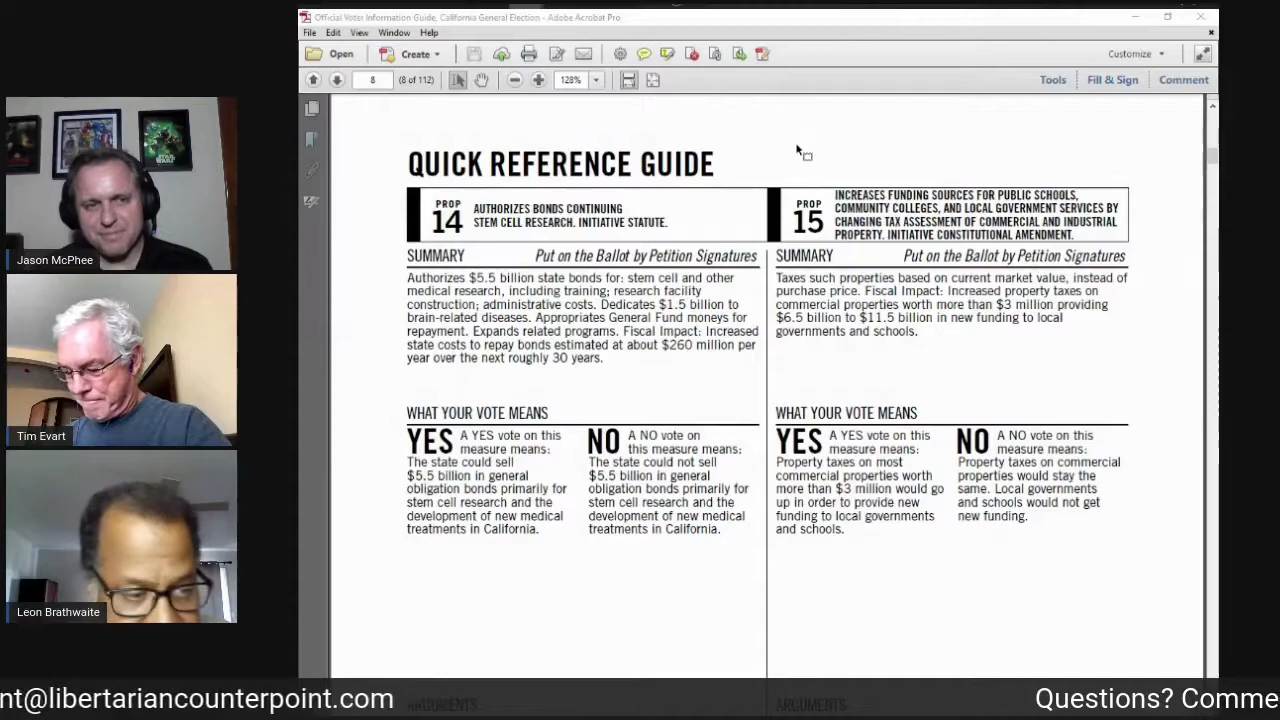 Official Voter Information Guide, California General Election - Adobe Acrobat Pro
File Edit View Window Help
Open Create Customize
8 (8 of 112) 128% Tools Fill & Sign Comment
STAR WARS
Jason McPhee
Tim Evart
Leon Brathwaite
QUICK REFERENCE GUIDE
PROP 14
AUTHORIZES BONDS CONTINUING
STEM CELL RESEARCH. INITIATIVE STATUTE.
SUMMARY Put on the Ballot by Petition Signatures
Authorizes $5.5 billion state bonds for: stem cell and other
medical research, including training; research facility
construction; administrative costs. Dedicates $1.5 billion to
brain-related diseases. Appropriates General Fund moneys for
repayment. Expands related programs. Fiscal Impact: Increased
state costs to repay bonds estimated at about $260 million per
year over the next roughly 30 years.
WHAT YOUR VOTE MEANS
YES A YES vote on this
measure means:
The state could sell
$5.5 billion in general
obligation bonds primarily for
stem cell research and the
development of new medical
treatments in California.
NO A NO vote on
this measure means:
The state could not sell
$5.5 billion in general
obligation bonds primarily for
stem cell research and the
development of new medical
treatments in California.
ARGUMENTS
PROP 15
INCREASES FUNDING SOURCES FOR PUBLIC SCHOOLS,
COMMUNITY COLLEGES, AND LOCAL GOVERNMENT SERVICES BY
CHANGING TAX ASSESSMENT OF COMMERCIAL AND INDUSTRIAL
PROPERTY. INITIATIVE CONSTITUTIONAL AMENDMENT.
SUMMARY Put on the Ballot by Petition Signatures
Taxes such properties based on current market value, instead of
purchase price. Fiscal Impact: Increased property taxes on
commercial properties worth more than $3 million providing
$6.5 billion to $11.5 billion in new funding to local
governments and schools.
WHAT YOUR VOTE MEANS
YES A YES vote on this
measure means:
Property taxes on most
commercial properties worth
more than $3 million would go
up in order to provide new
funding to local governments
and schools.
NO A NO vote on this
measure means:
Property taxes on commercial
properties would stay the
same. Local governments
and schools would not get
new funding.
ARGUMENTS
nt@libertariancounterpoint.com Questions? Comme